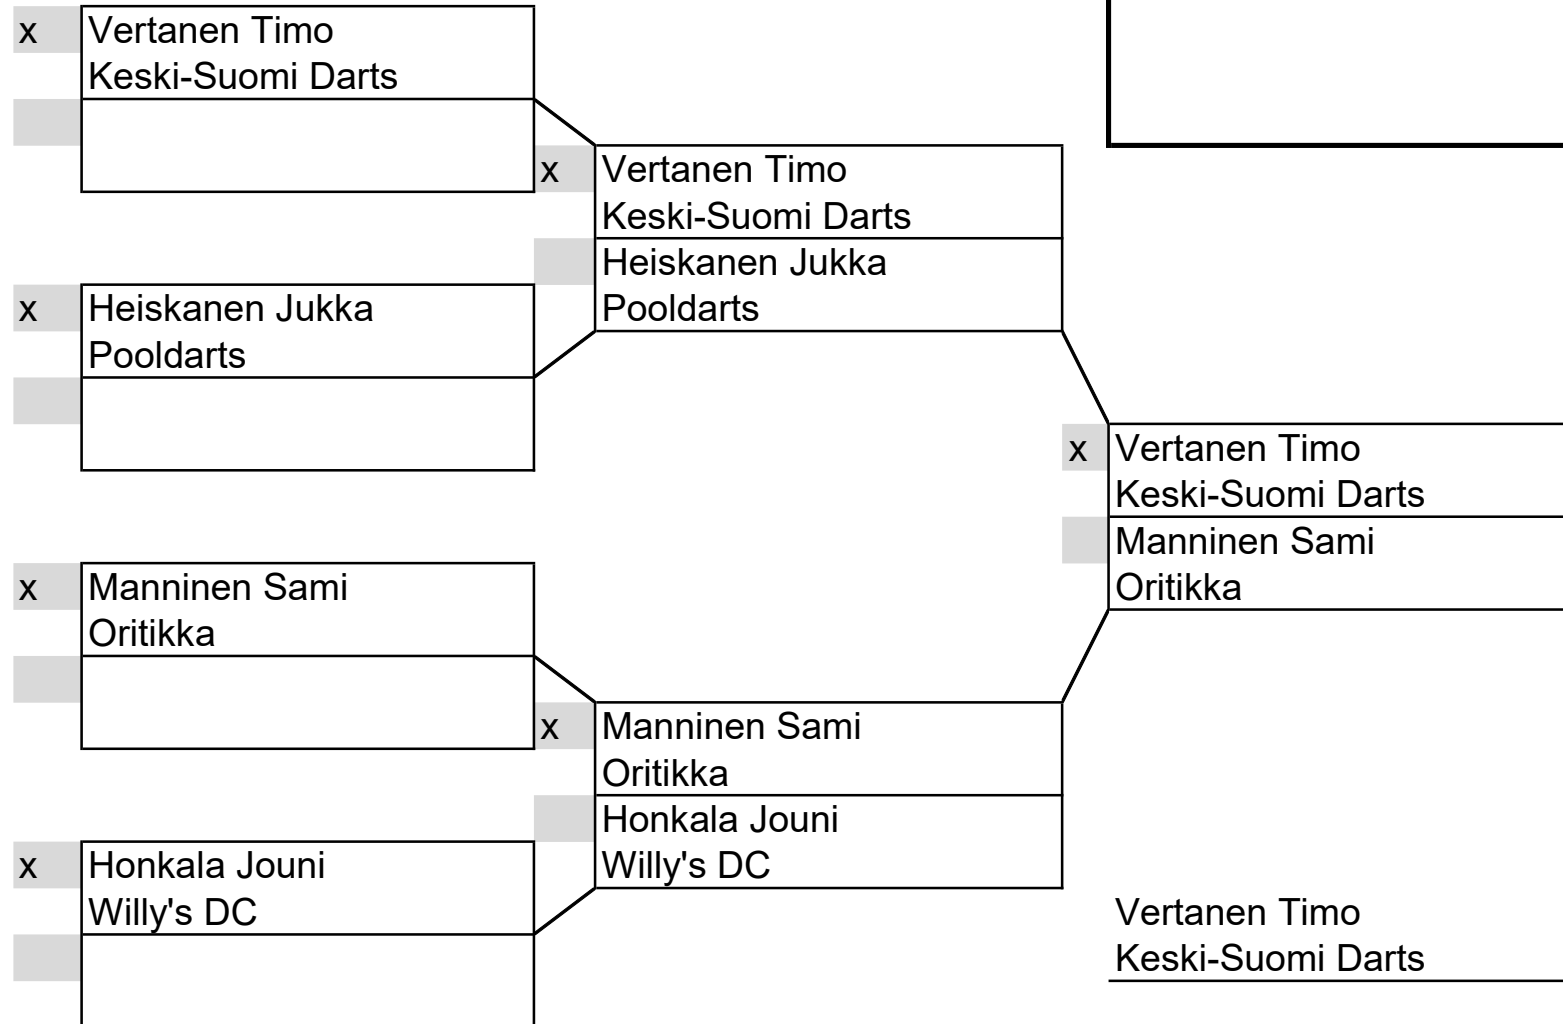 x Vertanen Timo
Keski-Suomi Darts
x Heiskanen Jukka
Pooldarts
x Manninen Sami
Oritikka
x Honkala Jouni
Willy's DC
x Vertanen Timo
Keski-Suomi Darts
Heiskanen Jukka
Pooldarts
x Manninen Sami
Oritikka
Honkala Jouni
Willy's DC
x Vertanen Timo
Keski-Suomi Darts
Manninen Sami
Oritikka
Vertanen Timo
Keski-Suomi Darts